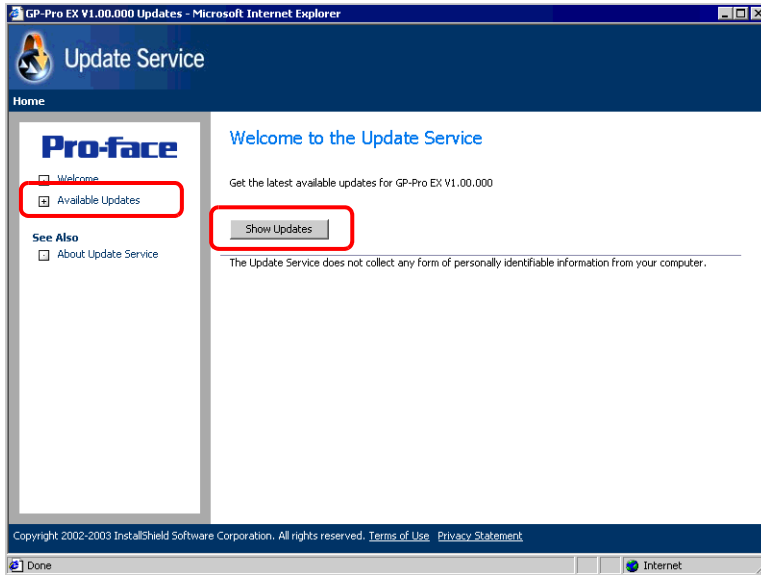 GP-Pro EX V1.00.000 Updates - Microsoft Internet Explorer
Update Service
Home
Pro-face
Welcome
Available Updates
See Also
About Update Service
Welcome to the Update Service
Get the latest available updates for GP-Pro EX V1.00.000
Show Updates
The Update Service does not collect any form of personally identifiable information from your computer.
Copyright 2002-2003 InstallShield Software Corporation. All rights reserved. Terms of Use Privacy Statement
Done
Internet